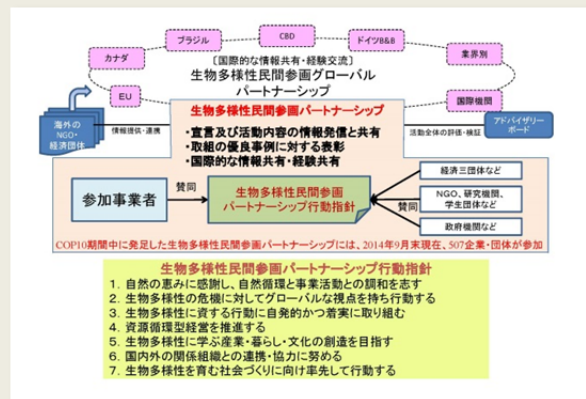 ブラジル
CBD
ドイツB&B
カナダ
業界別
〔国際的な情報共有・経験交流〕
生物多様性民間参画グローバル
パートナーシップ
EU
国際機関
海外の
NGO・
経済団体
情報提供・連携
生物多様性民間参画パートナーシップ
・宣言及び活動内容の情報発信と共有
・取組の優良事例に対する表彰
・国際的な情報共有・経験共有
活動全体の評価・検証
アドバイザリー
ボード
参加事業者
賛同
生物多様性民間参画
パートナーシップ行動指針
賛同
経済三団体など
NGO、研究機関、
学生団体など
政府機関など
COP10期間中に発足した生物多様性民間参画パートナーシップには、2014年9月末現在、507企業・団体が参加
生物多様性民間参画パートナーシップ行動指針
1. 自然の恵みに感謝し、自然循環と事業活動との調和を志す
2. 生物多様性の危機に対してグローバルな視点を持ち行動する
3. 生物多様性に資する行動に自発的かつ着実に取り組む
4. 資源循環型経営を推進する
5. 生物多様性に学ぶ産業・暮らし・文化の創造を目指す
6. 国内外の関係組織との連携・協力に努める
7. 生物多様性を育む社会づくりに向け率先して行動する